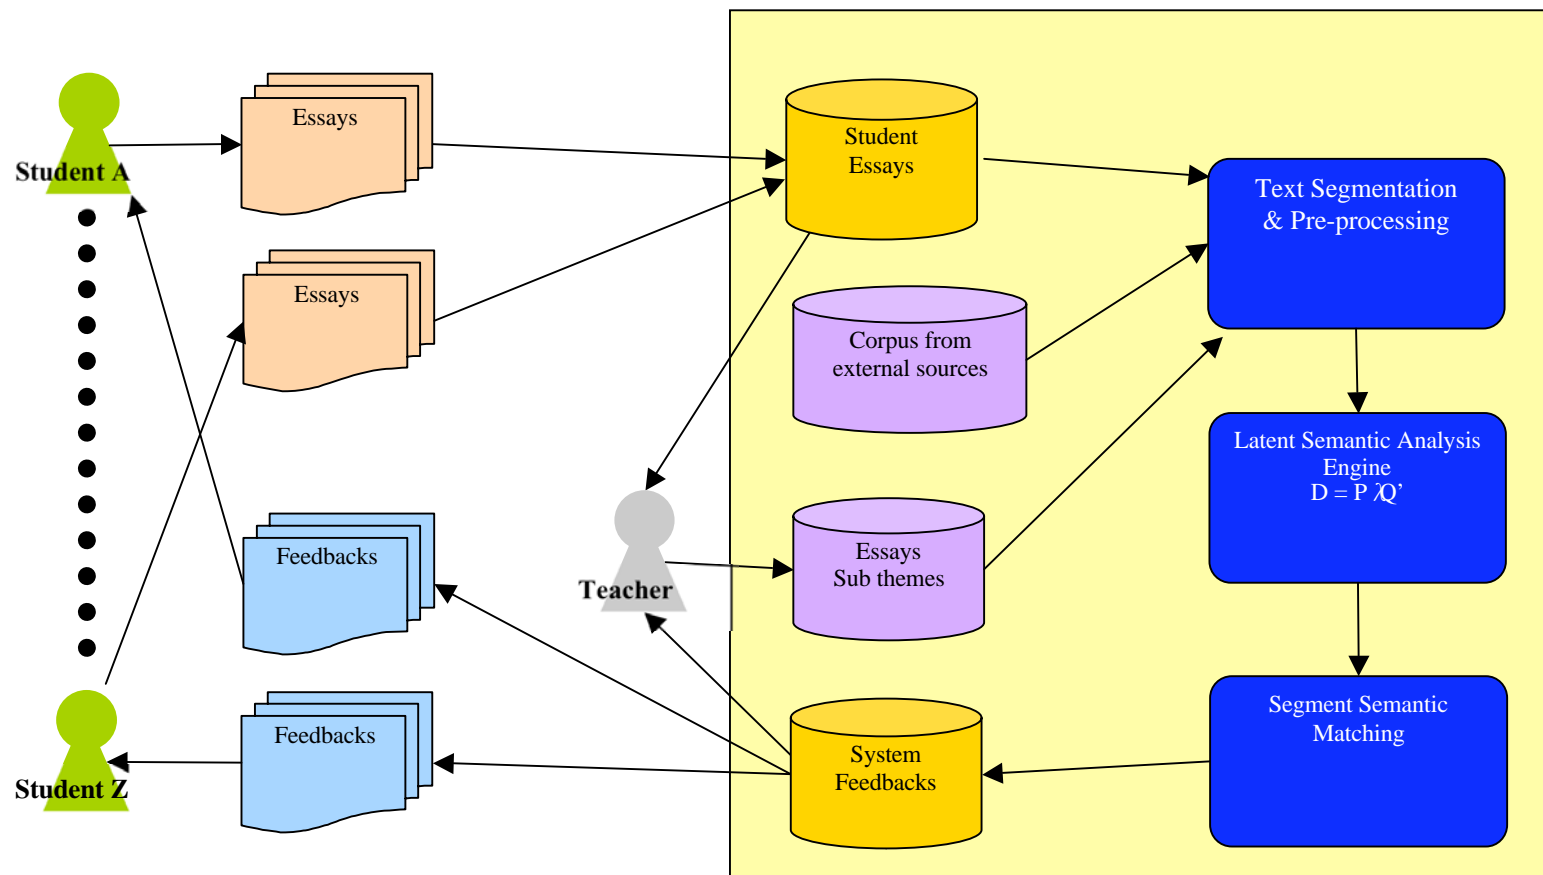 Essays
Student
Essays
Student A
Text Segmentation
& Pre-processing
Essays
Corpus from
external sources
Latent Semantic Analysis
Engine
D = P λQ’
Feedbacks
Essays
Sub themes
Teacher
Feedbacks
Segment Semantic
Matching
System
Feedbacks
Student Z